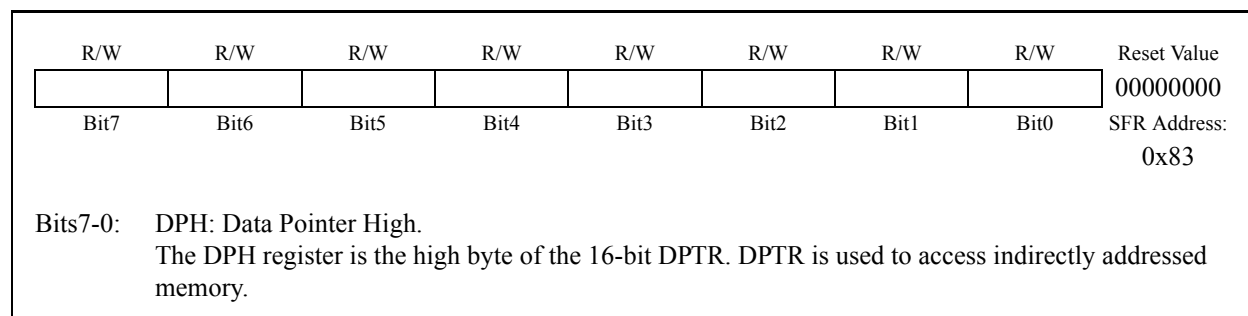 R/W R/W R/W R/W R/W R/W R/W R/W Reset Value
00000000
Bit7 Bit6 Bit5 Bit4 Bit3 Bit2 Bit1 Bit0 SFR Address:
0x83
Bits7-0: DPH: Data Pointer High.
The DPH register is the high byte of the 16-bit DPTR. DPTR is used to access indirectly addressed
memory.